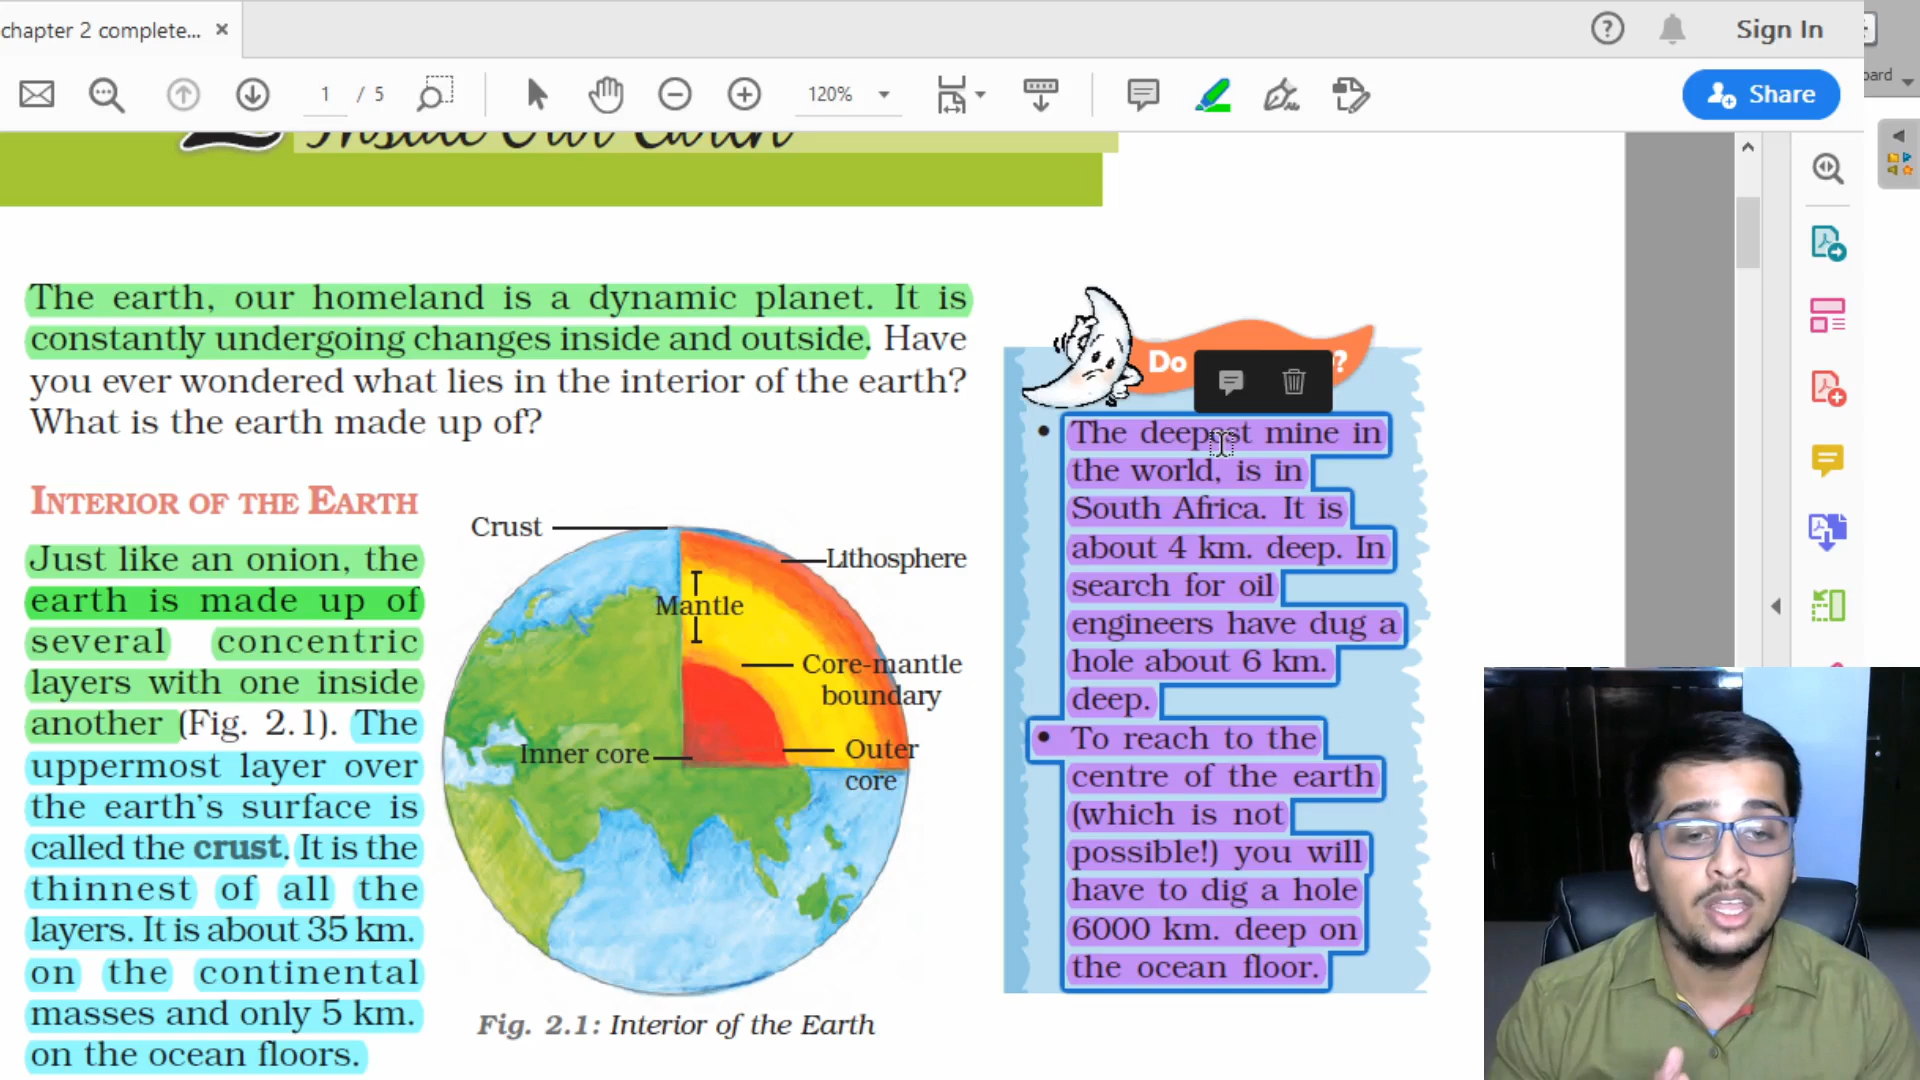 chapter 2 complete...
Sign In
1 / 5
120%
Share
Inside Our Earth
The earth, our homeland is a dynamic planet. It is
constantly undergoing changes inside and outside. Have
you ever wondered what lies in the interior of the earth?
What is the earth made up of?
INTERIOR OF THE EARTH
Just like an onion, the
earth is made up of
several concentric
layers with one inside
another (Fig. 2.1). The
uppermost layer over
the earth's surface is
called the crust. It is the
thinnest of all the
layers. It is about 35 km.
on the continental
masses and only 5 km.
on the ocean floors.
Crust
Lithosphere
Mantle
Core-mantle
boundary
Inner core
Outer
core
Fig. 2.1: Interior of the Earth
Do ?
• The deepest mine in
the world, is in
South Africa. It is
about 4 km. deep. In
search for oil
engineers have dug a
hole about 6 km.
deep.
• To reach to the
centre of the earth
(which is not
possible!) you will
have to dig a hole
6000 km. deep on
the ocean floor.